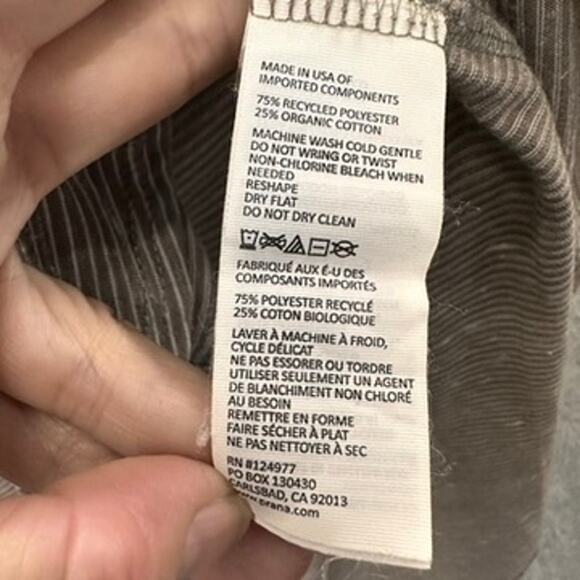 MADE IN USA OF
IMPORTED COMPONENTS
75% RECYCLED POLYESTER
25% ORGANIC COTTON
MACHINE WASH COLD GENTLE
DO NOT WRING OR TWIST
NON-CHLORINE BLEACH WHEN
NEEDED
RESHAPE
DRY FLAT
DO NOT DRY CLEAN
FABRIQUÉ AUX É-U DES
COMPOSANTS IMPORTÉS
75% POLYESTER RECYCLÉ
25% COTON BIOLOGIQUE
LAVER À MACHINE À FROID,
CYCLE DÉLICAT
NE PAS ESSORER OU TORDRE
UTILISER SEULEMENT UN AGENT
DE BLANCHIMENT NON CHLORÉ
AU BESOIN
REMETTRE EN FORME
FAIRE SÉCHER À PLAT
NE PAS NETTOYER À SEC
RN #124977
PO BOX 130430
CARLSBAD, CA 92013
www.prana.com